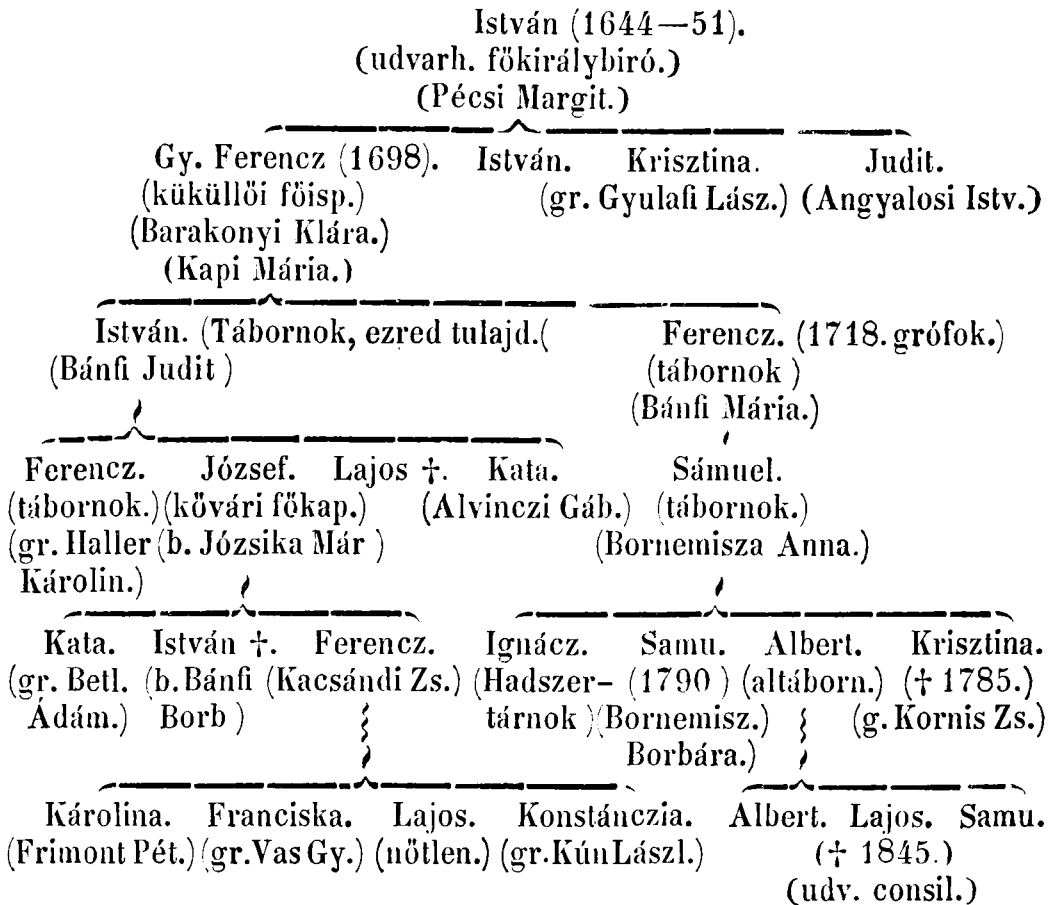 István (1644—51).
(udvarh. főkirálybiró.)
(Pécsi Margit.)
Gy. Ferencz (1698). István. Krisztina. Judit.
(küküllői főisp.) (gr. Gyulafi Lász.) (Angyalosi Istv.)
(Barakonyi Klára.)
(Kapi Mária.)
István. (Tábornok, ezred tulajd.( Ferencz. (1718. grófok.)
(Bánfi Judit ) (tábornok )
(Bánfi Mária.)
Ferencz. József. Lajos †. Kata. Sámuel.
(tábornok.) (kővári főkap.) (Alvinczi Gáb.) (tábornok.)
(gr. Haller (b. Józsika Már ) (Bornemisza Anna.)
Károlin.)
Kata. István †. Ferencz. Ignácz. Samu. Albert. Krisztina.
(gr. Betl. (b. Bánfi (Kacsándi Zs.) (Hadszer- (1790 ) (altáborn.) († 1785.)
Ádám.) Borb ) tárnok ) (Bornemisz.) (g. Kornis Zs.)
Borbára.)
Károlina. Franciska. Lajos. Konstánczia. Albert. Lajos. Samu.
(Frimont Pét.) (gr. Vas Gy.) (nőtlen.) (gr. Kún Lászl.) († 1845.)
(udv. consil.)